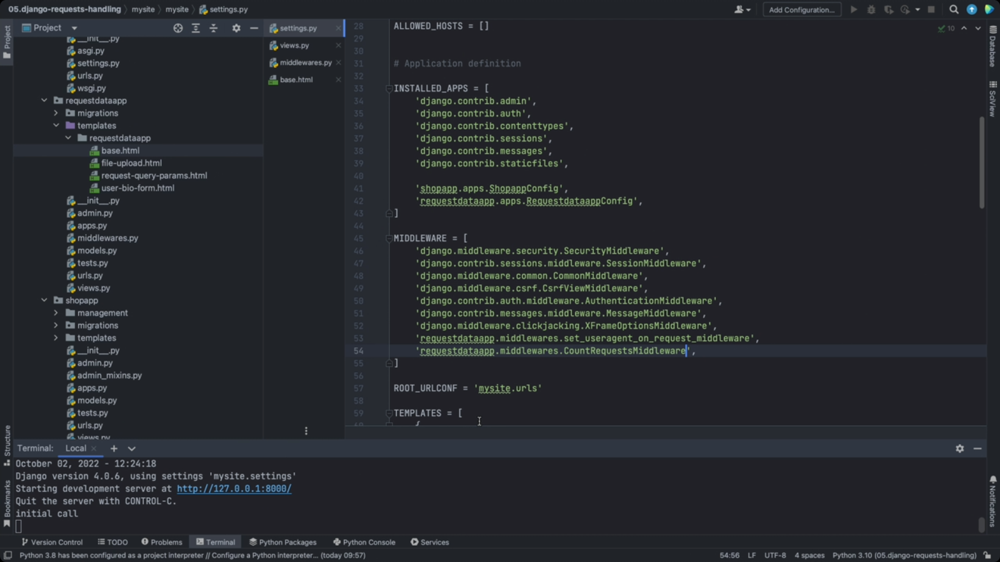 05.django-requests-handling
mysite
mysite
settings.py
Add Configuration...
Project
Project
__init__.py
asgi.py
settings.py
urls.py
wsgi.py
requestdataapp
migrations
templates
requestdataapp
base.html
file-upload.html
request-query-params.html
user-bio-form.html
__init__.py
admin.py
apps.py
middlewares.py
models.py
tests.py
urls.py
views.py
shopapp
management
migrations
templates
__init__.py
admin.py
admin_mixins.py
apps.py
models.py
tests.py
urls.py
views.py
settings.py
views.py
middlewares.py
base.html
10
28 ALLOWED_HOSTS = []
29
30
31 # Application definition
32
33 INSTALLED_APPS = [
34 'django.contrib.admin',
35 'django.contrib.auth',
36 'django.contrib.contenttypes',
37 'django.contrib.sessions',
38 'django.contrib.messages',
39 'django.contrib.staticfiles',
40
41 'shopapp.apps.ShopappConfig',
42 'requestdataapp.apps.RequestdataappConfig',
43 ]
44
45 MIDDLEWARE = [
46 'django.middleware.security.SecurityMiddleware',
47 'django.contrib.sessions.middleware.SessionMiddleware',
48 'django.middleware.common.CommonMiddleware',
49 'django.middleware.csrf.CsrfViewMiddleware',
50 'django.contrib.auth.middleware.AuthenticationMiddleware',
51 'django.contrib.messages.middleware.MessageMiddleware',
52 'django.middleware.clickjacking.XFrameOptionsMiddleware',
53 'requestdataapp.middlewares.set_useragent_on_request_middleware',
54 'requestdataapp.middlewares.CountRequestsMiddleware',
55 ]
56
57 ROOT_URLCONF = 'mysite.urls'
58
59 TEMPLATES = [
60 {
Database
SciView
Notifications
Structure
Bookmarks
Terminal: Local
October 02, 2022 - 12:24:18
Django version 4.0.6, using settings 'mysite.settings'
Starting development server at http://127.0.0.1:8000/
Quit the server with CONTROL-C.
initial call
Version Control
TODO
Problems
Terminal
Python Packages
Python Console
Services
Python 3.8 has been configured as a project interpreter // Configure a Python interpreter... (today 09:57)
54:56 LF UTF-8 4 spaces Python 3.10 (05.django-requests-handling)